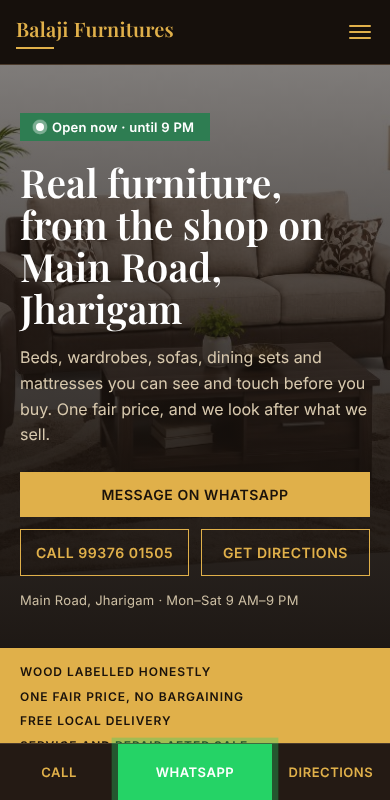 Balaji Furnitures
Open now · until 9 PM
Real furniture,
from the shop on
Main Road,
Jharigam
Beds, wardrobes, sofas, dining sets and
mattresses you can see and touch before you
buy. One fair price, and we look after what we
sell.
MESSAGE ON WHATSAPP
CALL 99376 01505
GET DIRECTIONS
Main Road, Jharigam · Mon–Sat 9 AM–9 PM
WOOD LABELLED HONESTLY
ONE FAIR PRICE, NO BARGAINING
FREE LOCAL DELIVERY
SERVICE AND REPAIR AFTER SALE
CALL
WHATSAPP
DIRECTIONS